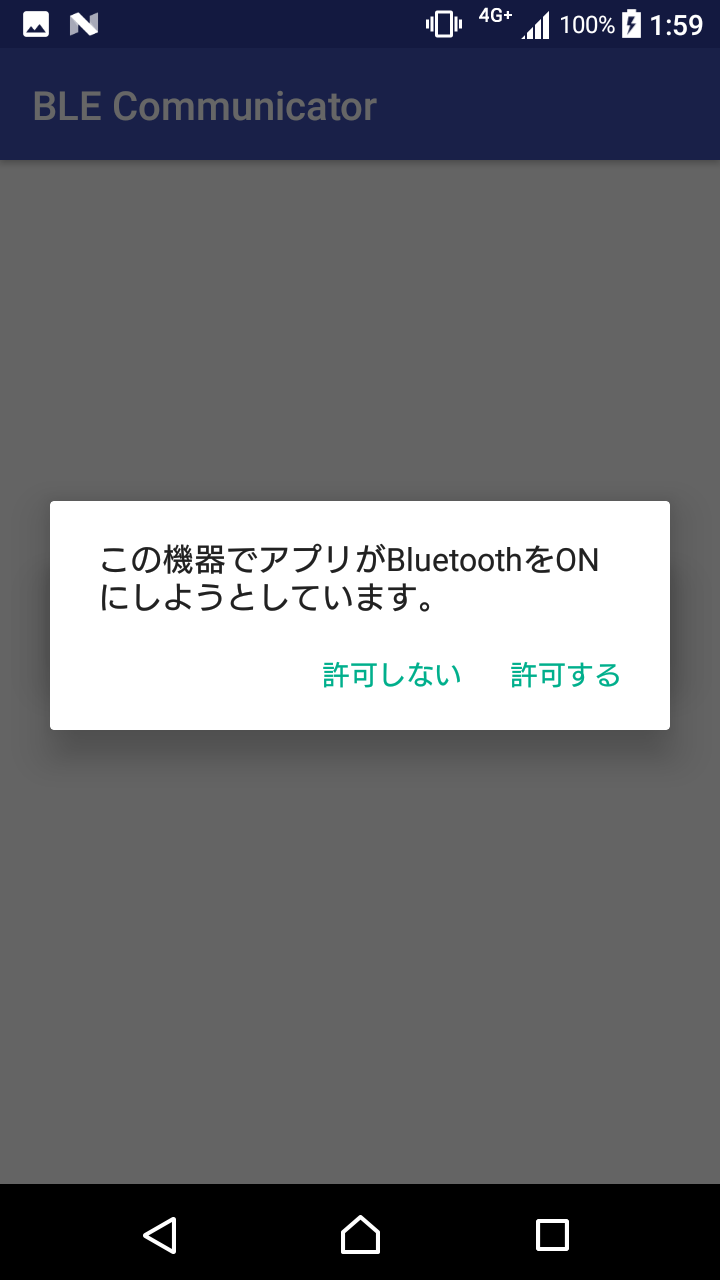 4G+ 100% 1:59
BLE Communicator
この機器でアプリがBluetoothをON
にしようとしています。
許可しない 許可する